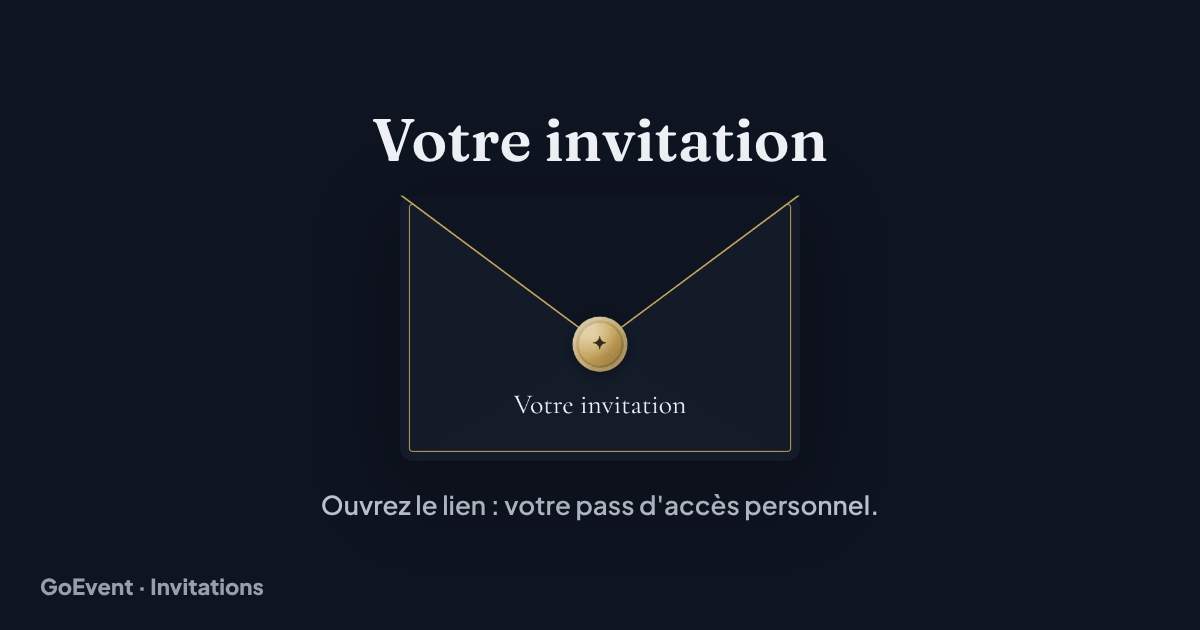 Votre invitation
Votre invitation
Ouvrez le lien : votre pass d'accès personnel.
GoEvent · Invitations